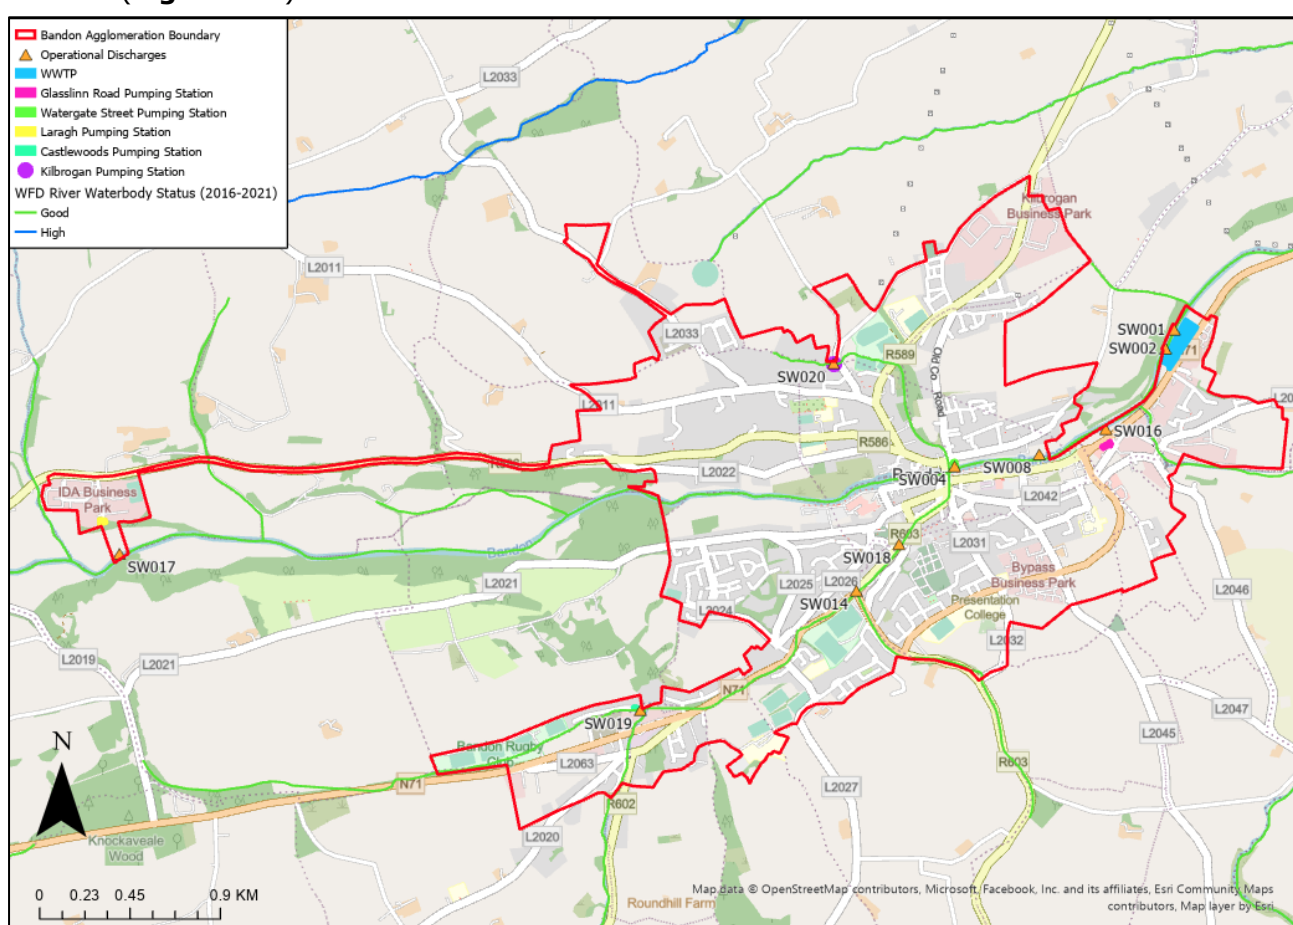 Bandon Agglomeration Boundary
Operational Discharges
WWTP
Glasslinn Road Pumping Station
Watergate Street Pumping Station
Laragh Pumping Station
Castlewoods Pumping Station
Kilbrogan Pumping Station
WFD River Waterbody Status (2016-2021)
Good
High
L2033
L2011
Kilbrogan
Business Park
L2033
SW001
SW002
R589
Old Co. Road
SW020
L2011
SW016
R586
IDA Business
Park
L2022
SW008
SW004
L2042
Bandon
SW017
R603
SW018
L2031
L2021
L2025
L2026
Bypass
Business Park
SW014
Presentation
College
L2046
L2024
L2032
L2019
L2021
N71
SW019
L2047
L2045
Bandon Rugby
Club
L2063
R603
N71
L2027
R602
L2020
N
Knockaveale
Wood
0 0.23 0.45 0.9 KM
Roundhill Farm
Map data © OpenStreetMap contributors, Microsoft, Facebook, Inc. and its affiliates, Esri Community Maps
contributors, Map layer by Esri